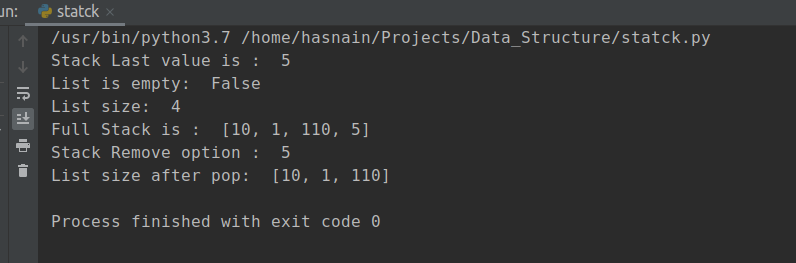 un: statck ×
/usr/bin/python3.7 /home/hasnain/Projects/Data_Structure/statck.py
Stack Last value is :  5
List is empty:  False
List size:  4
Full Stack is :  [10, 1, 110, 5]
Stack Remove option :  5
List size after pop:  [10, 1, 110]
Process finished with exit code 0